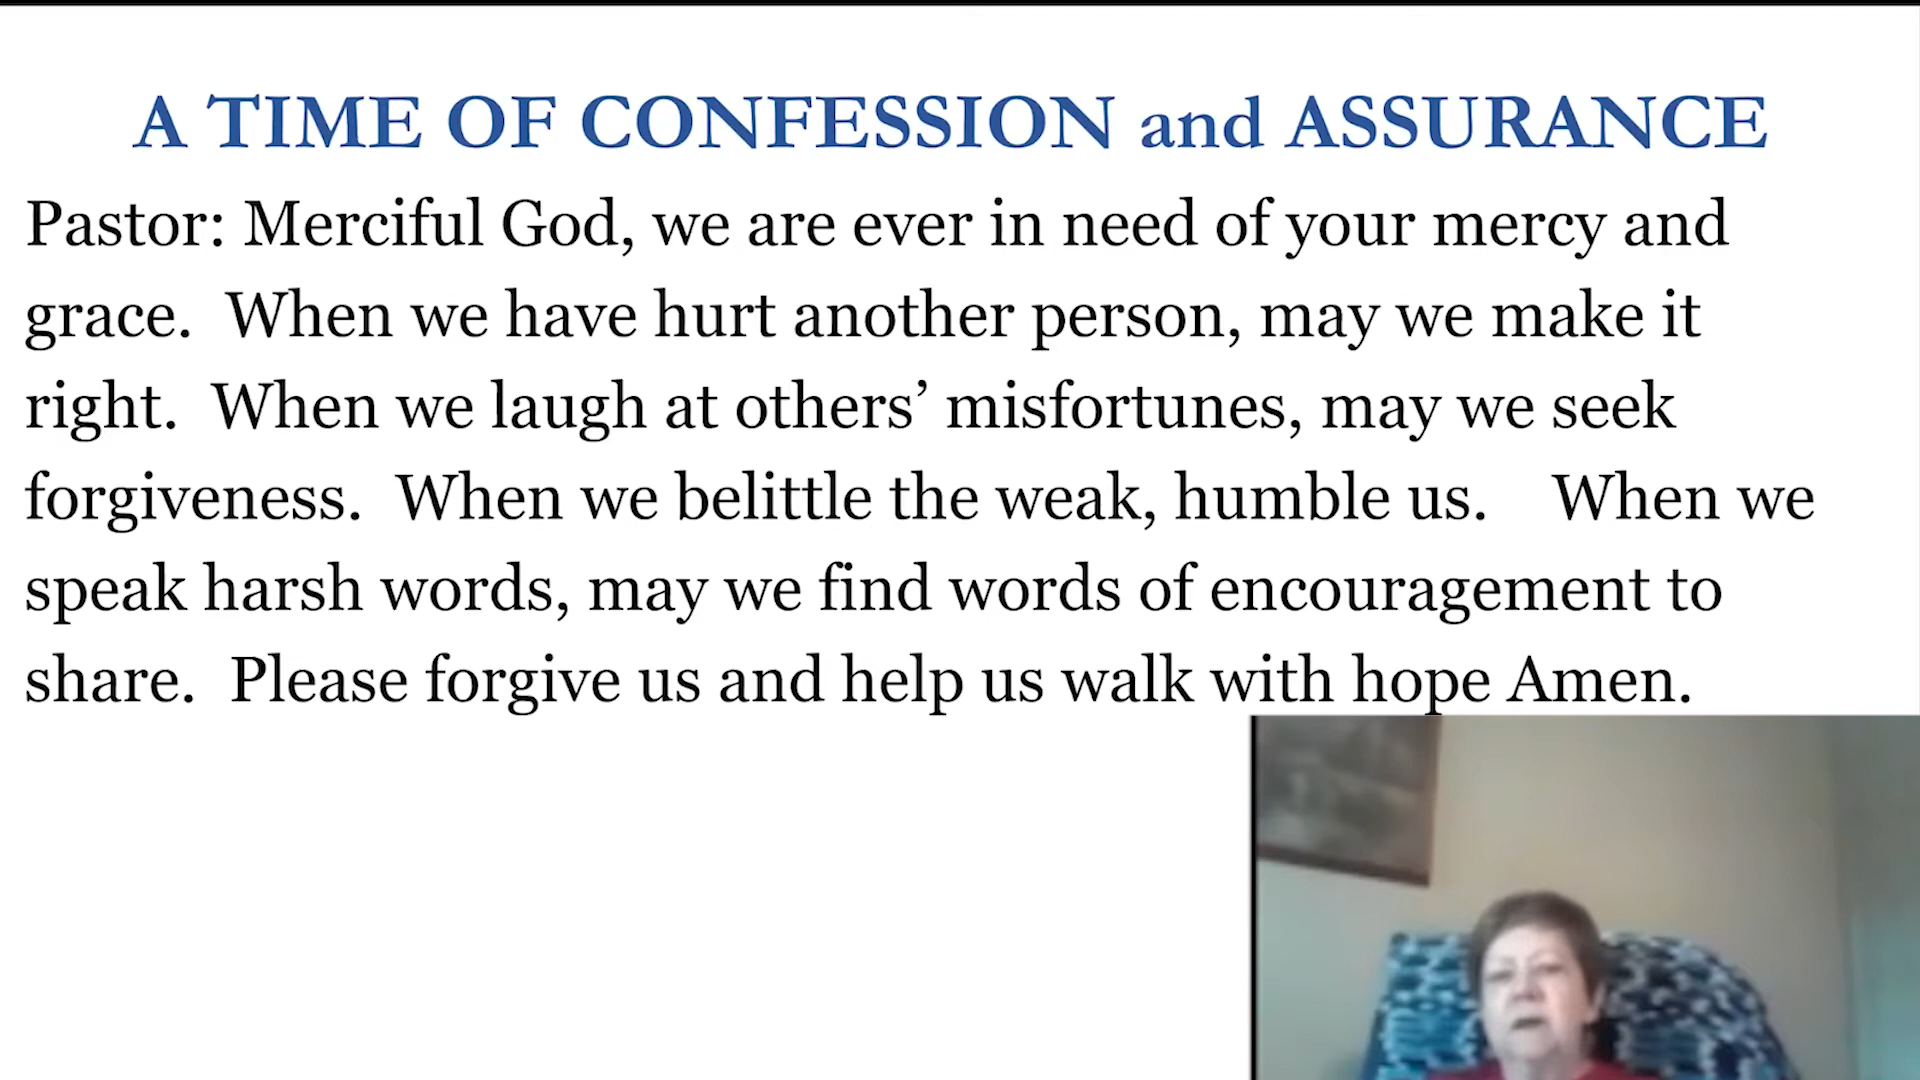 A TIME OF CONFESSION and ASSURANCE
Pastor: Merciful God, we are ever in need of your mercy and
grace.  When we have hurt another person, may we make it
right.  When we laugh at others’ misfortunes, may we seek
forgiveness.  When we belittle the weak, humble us.    When we
speak harsh words, may we find words of encouragement to
share.  Please forgive us and help us walk with hope Amen.